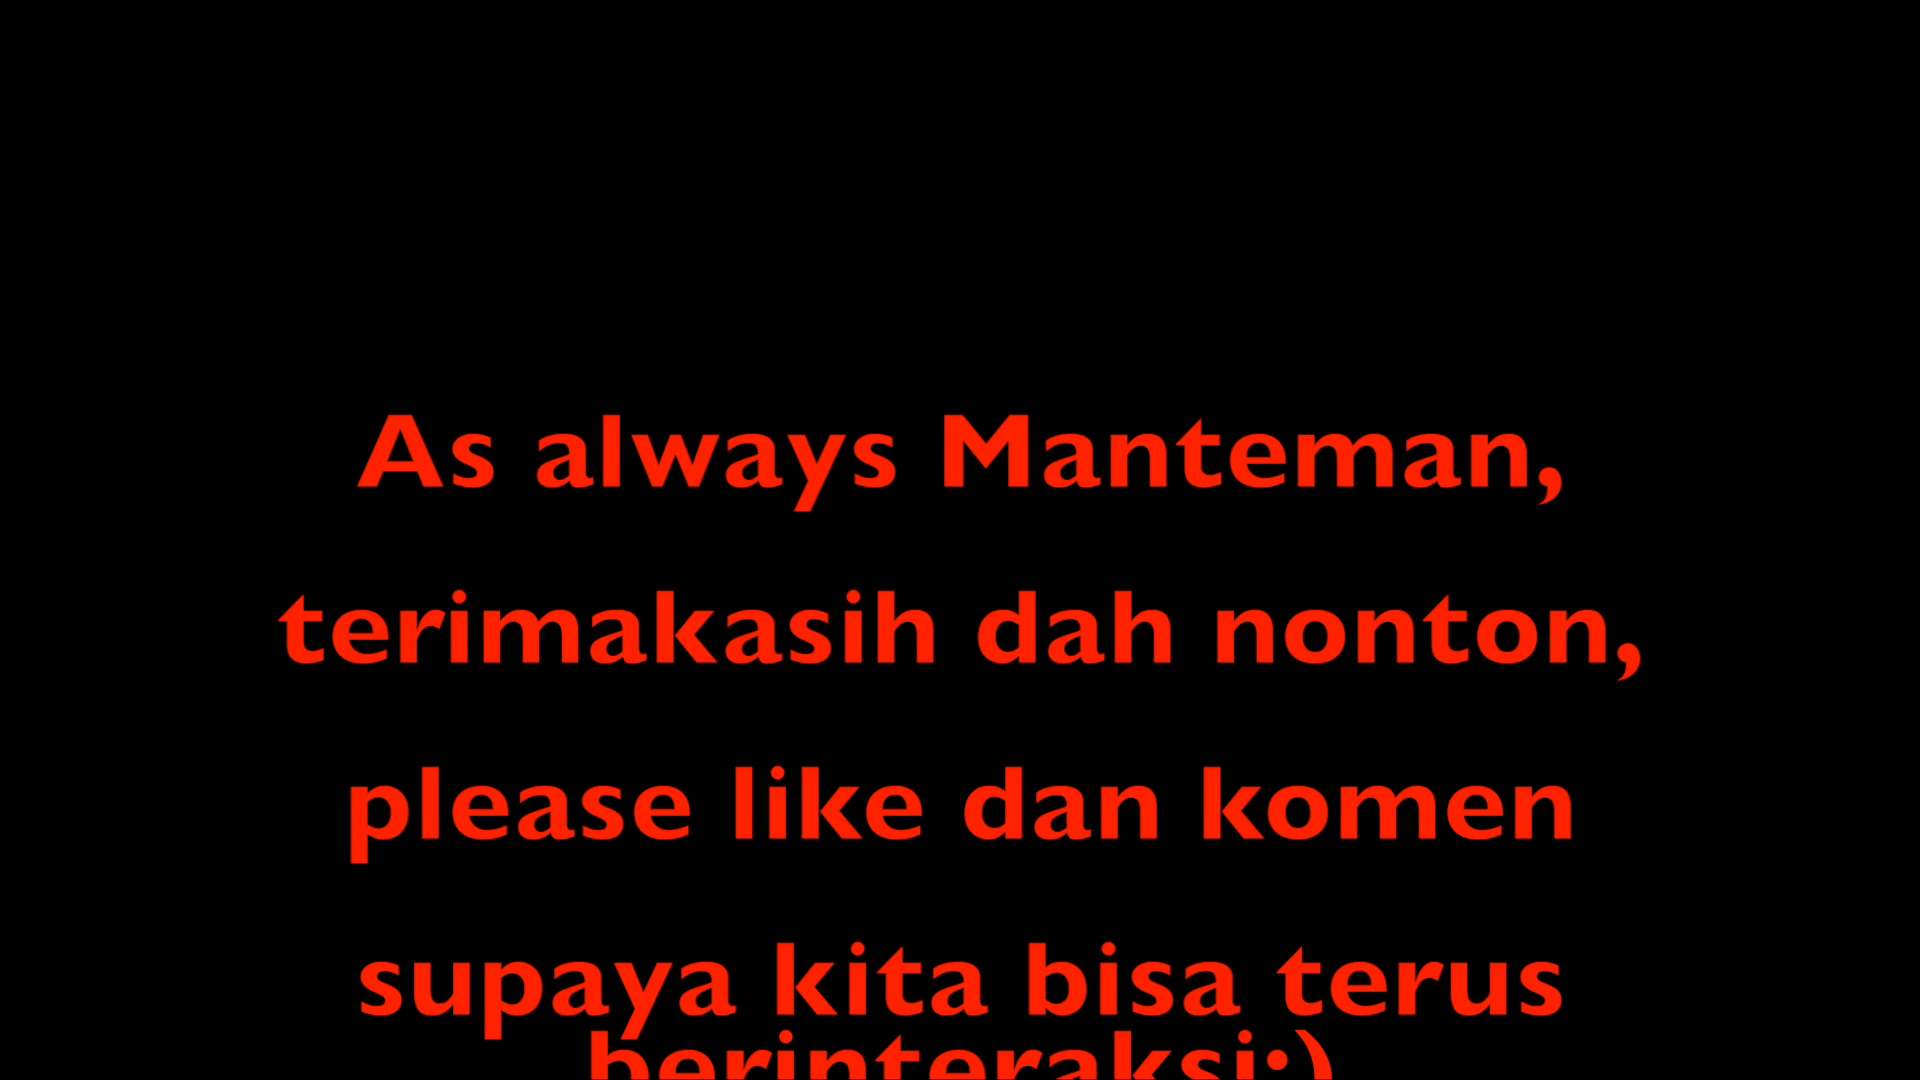 As always Manteman,
terimakasih dah nonton,
please like dan komen
supaya kita bisa terus
berinteraksi:)